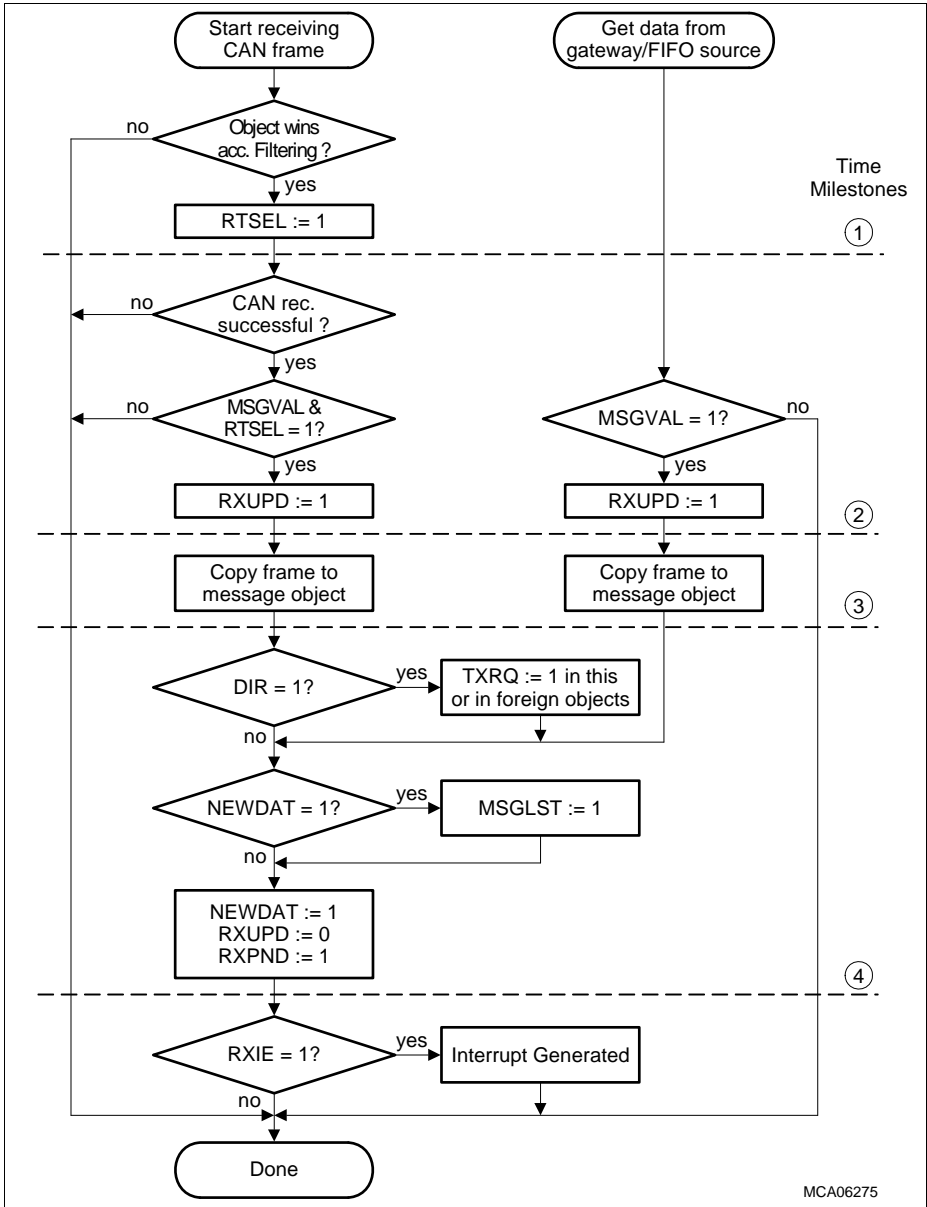 Start receiving
CAN frame
Get data from
gateway/FIFO source
no
Object wins
acc. Filtering ?
yes
Time
Milestones
RTSEL := 1
1
no
CAN rec.
successful ?
yes
no
MSGVAL &
RTSEL = 1?
yes
MSGVAL = 1?
no
yes
RXUPD := 1
RXUPD := 1
2
Copy frame to
message object
Copy frame to
message object
3
DIR = 1?
yes
TXRQ := 1 in this
or in foreign objects
no
NEWDAT = 1?
yes
MSGLST := 1
no
NEWDAT := 1
RXUPD := 0
RXPND := 1
4
RXIE = 1?
yes
Interrupt Generated
no
Done
MCA06275